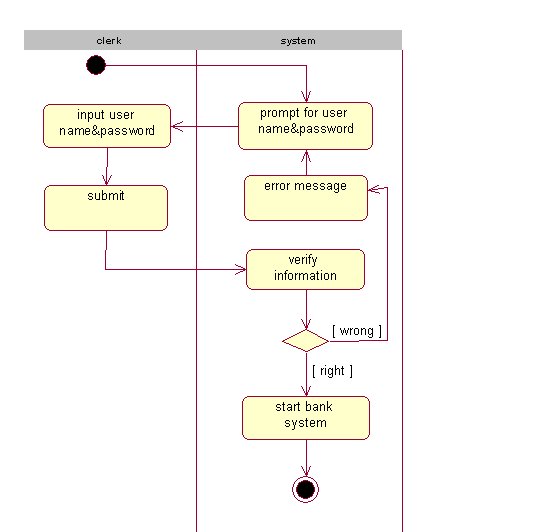 clerk
system
prompt for user
name&password
input user
name&password
error message
submit
verify
information
[ wrong ]
[ right ]
start bank
system